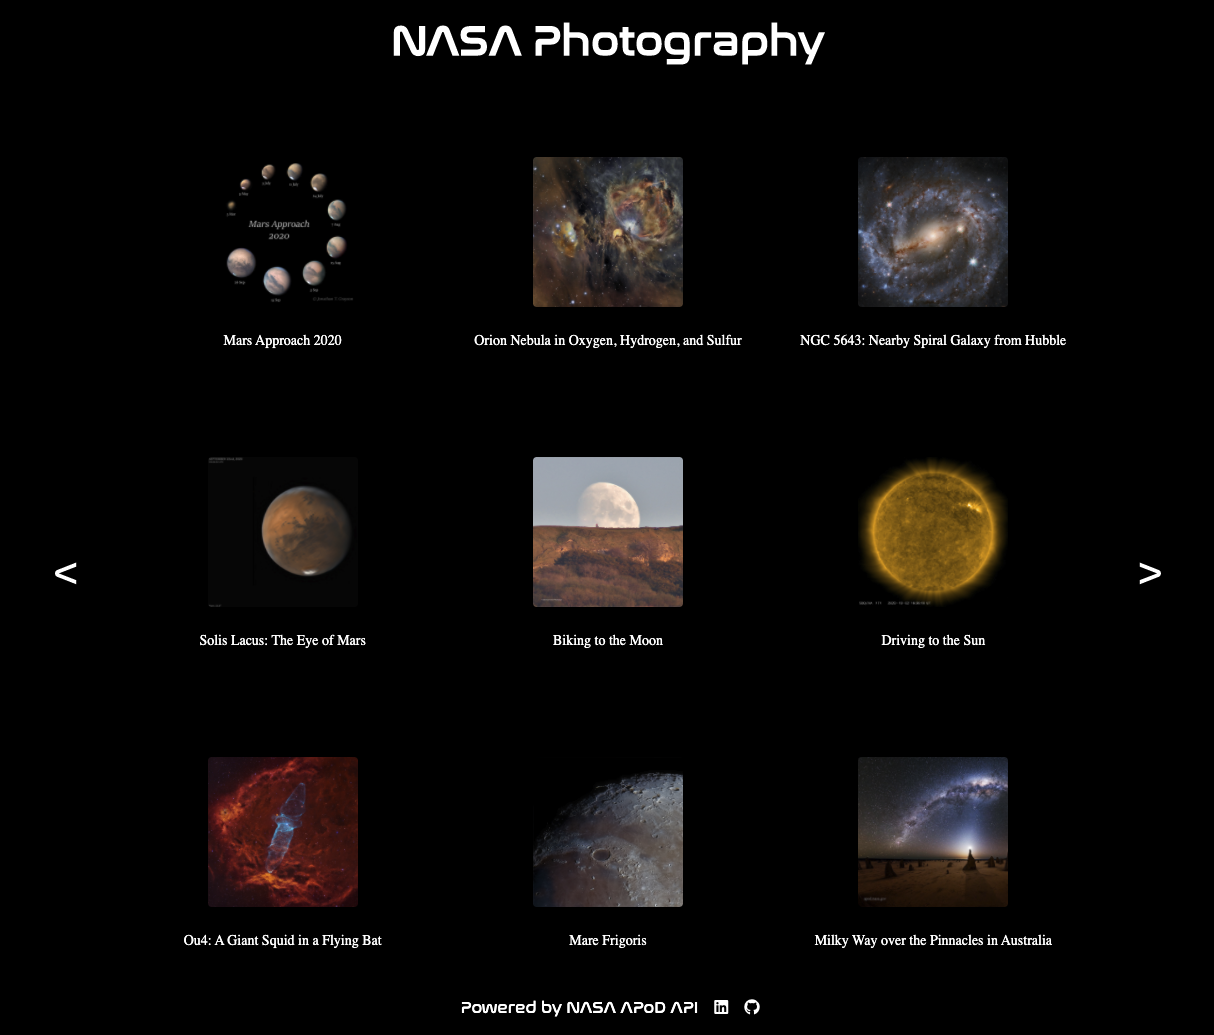 NASA Photography
Mars Approach
2020
Mars Approach 2020
Orion Nebula in Oxygen, Hydrogen, and Sulfur
NGC 5643: Nearby Spiral Galaxy from Hubble
<
>
Solis Lacus: The Eye of Mars
Biking to the Moon
Driving to the Sun
Ou4: A Giant Squid in a Flying Bat
Mare Frigoris
Milky Way over the Pinnacles in Australia
Powered by NASA APoD API in